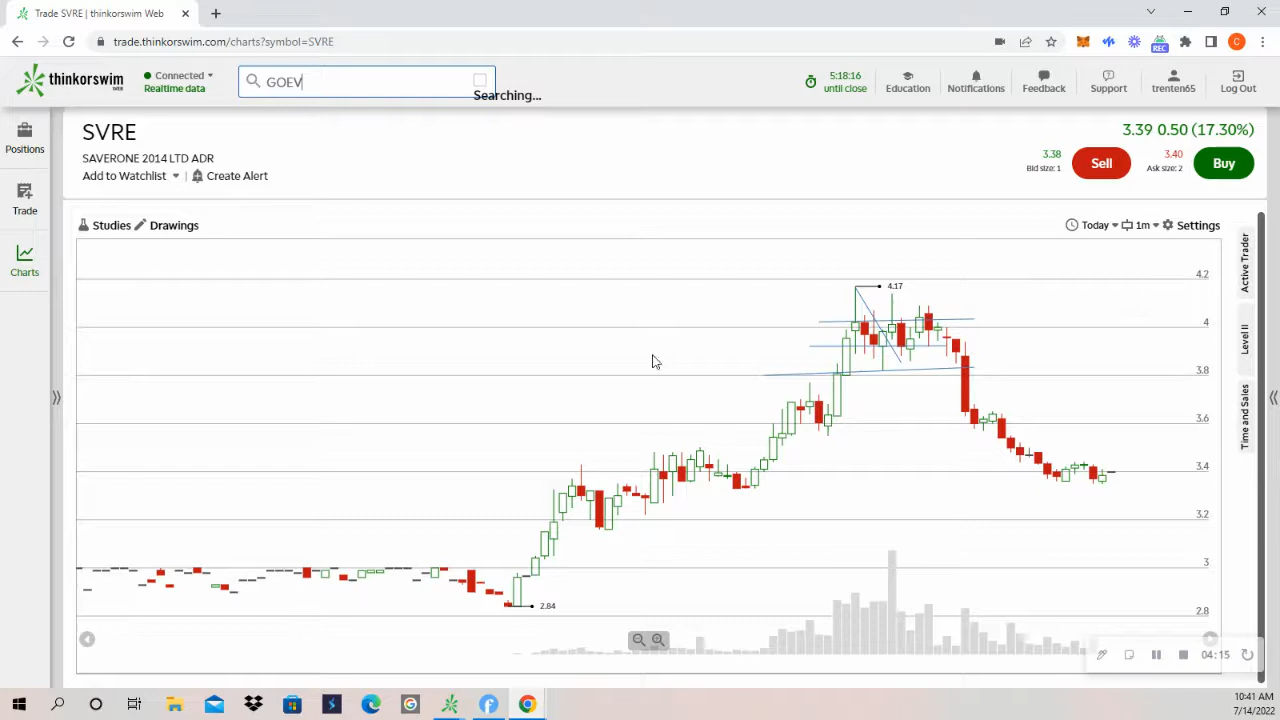 Trade SVRE | thinkorswim Web
trade.thinkorswim.com/charts?symbol=SVRE
REC
C
thinkorswim
WEB
Connected
Realtime data
GOEV
Searching...
5:18:16
until close
Education
Notifications
Feedback
Support
trenten65
Log Out
Positions
Trade
Charts
SVRE
SAVERONE 2014 LTD ADR
Add to Watchlist
Create Alert
3.39 0.50 (17.30%)
3.38
Bid size: 1
Sell
3.40
Ask size: 2
Buy
Studies
Drawings
Today
1m
Settings
4.17
2.84
4.2
4
3.8
3.6
3.4
3.2
3
2.8
Active Trader
Level II
Time and Sales
04:15
10:41 AM
7/14/2022